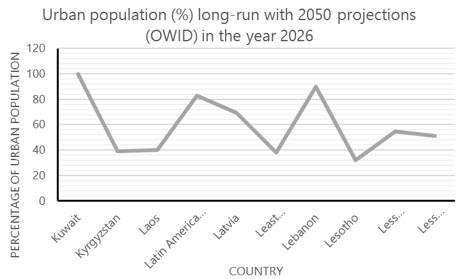 Urban population (%) long-run with 2050 projections
(OWID) in the year 2026
PERCENTAGE OF URBAN POPULATION
120
100
80
60
40
20
0
Kuwait
Kyrgyzstan
Laos
Latin America...
Latvia
Least...
Lebanon
Lesotho
Less...
Less...
COUNTRY